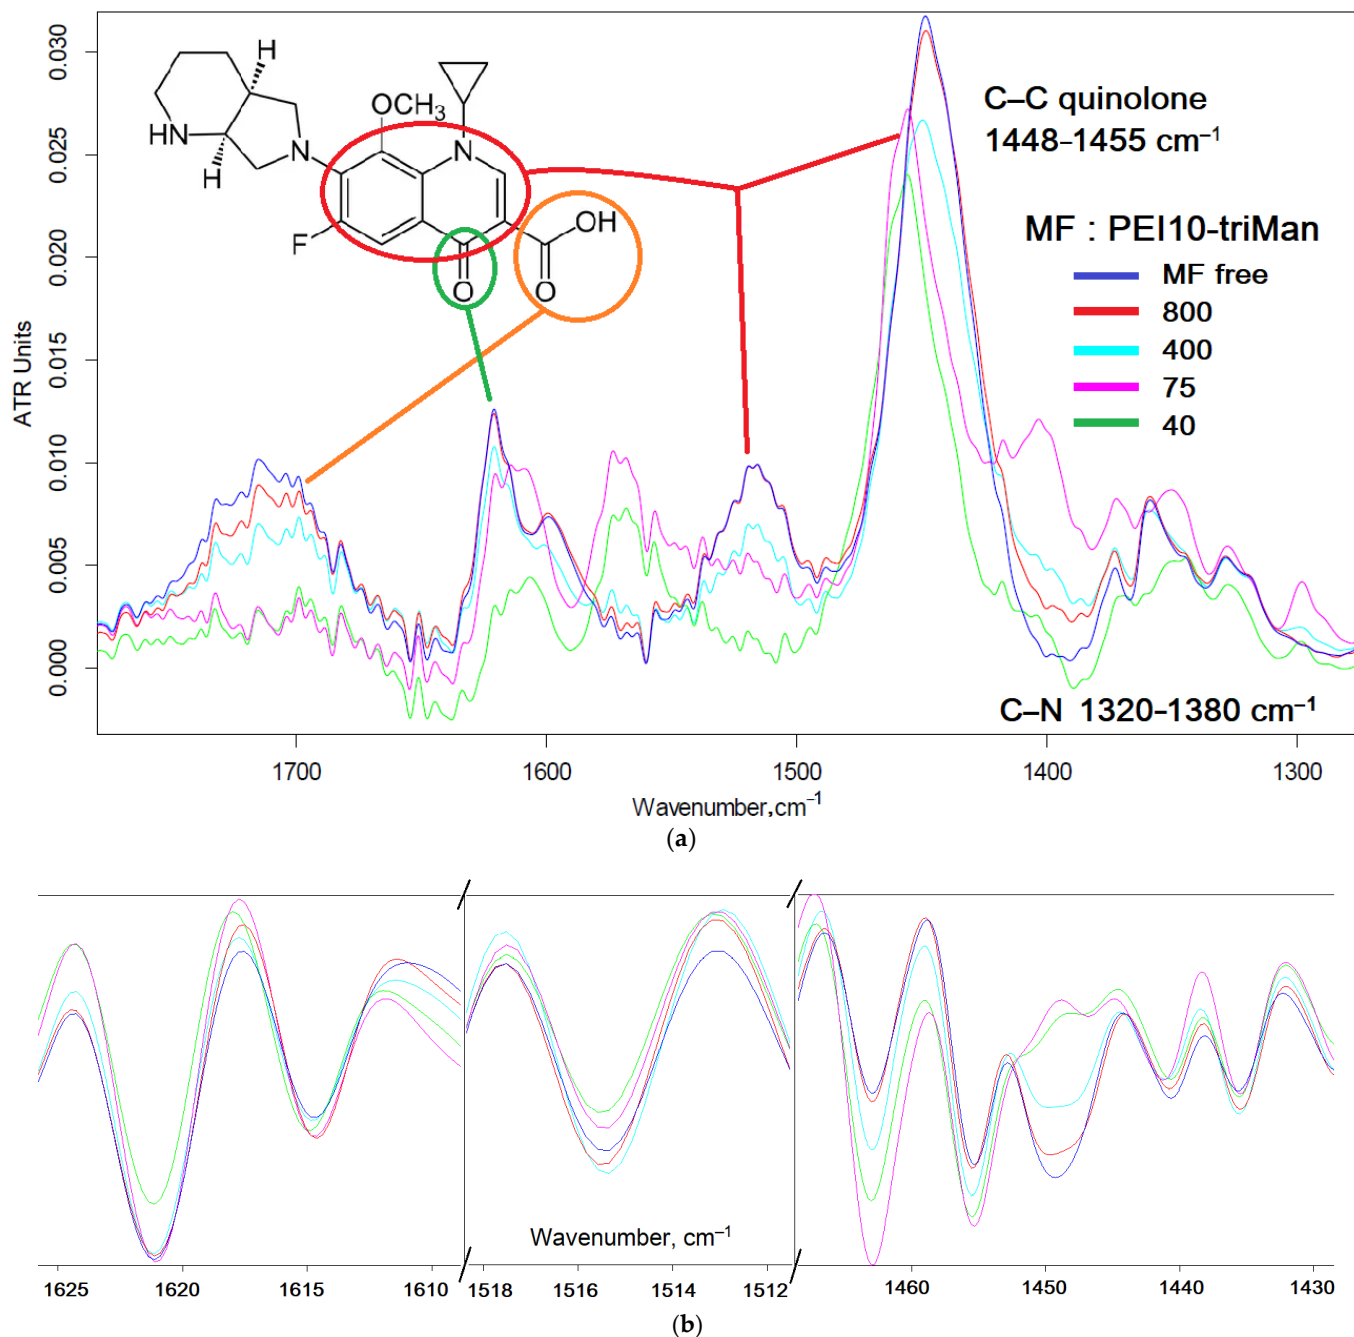 0.030
0.025
0.020
0.015
0.010
0.005
0.000
ATR Units
H
HN
H
N
OCH3
N
F
O
OH
O
C–C quinolone
1448–1455 cm⁻¹
MF : PEI10-triMan
MF free
800
400
75
40
C–N 1320–1380 cm⁻¹
1700 1600 1500 1400 1300
Wavenumber,cm⁻¹
(a)
Wavenumber, cm⁻¹
1625 1620 1615 1610 1518 1516 1514 1512 1460 1450 1440 1430
(b)